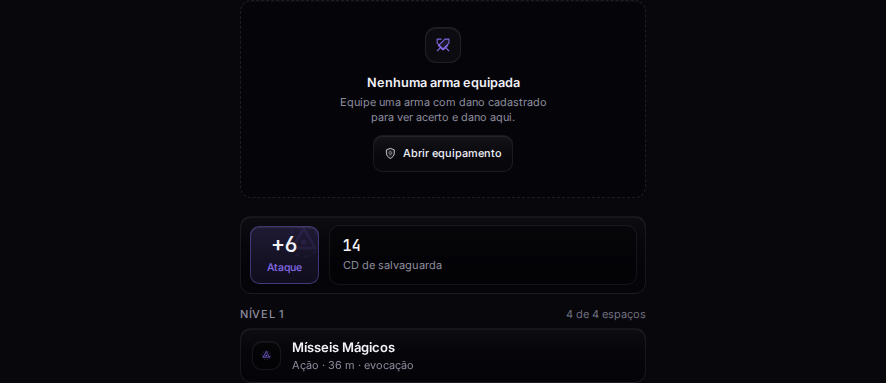 Nenhuma arma equipada
Equipe uma arma com dano cadastrado
para ver acerto e dano aqui.
Abrir equipamento
+6
Ataque
14
CD de salvaguarda
NÍVEL 1
4 de 4 espaços
Mísseis Mágicos
Ação · 36 m · evocação